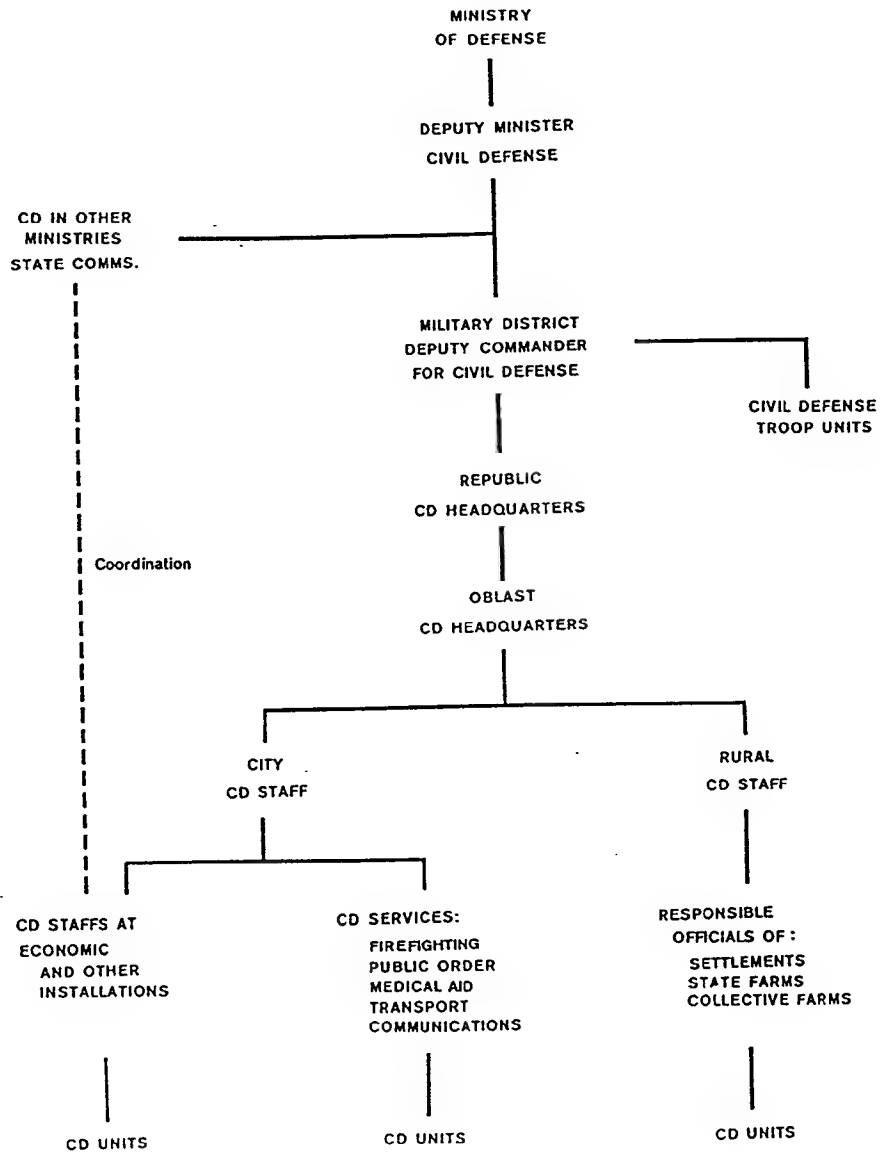 MINISTRY
OF DEFENSE
DEPUTY MINISTER
CIVIL DEFENSE
CD IN OTHER
MINISTRIES
STATE COMMS.
MILITARY DISTRICT
DEPUTY COMMANDER
FOR CIVIL DEFENSE
CIVIL DEFENSE
TROOP UNITS
REPUBLIC
CD HEADQUARTERS
Coordination
OBLAST
CD HEADQUARTERS
CITY
CD STAFF
RURAL
CD STAFF
CD STAFFS AT
ECONOMIC
AND OTHER
INSTALLATIONS
CD SERVICES:
FIREFIGHTING
PUBLIC ORDER
MEDICAL AID
TRANSPORT
COMMUNICATIONS
RESPONSIBLE
OFFICIALS OF:
SETTLEMENTS
STATE FARMS
COLLECTIVE FARMS
CD UNITS
CD UNITS
CD UNITS